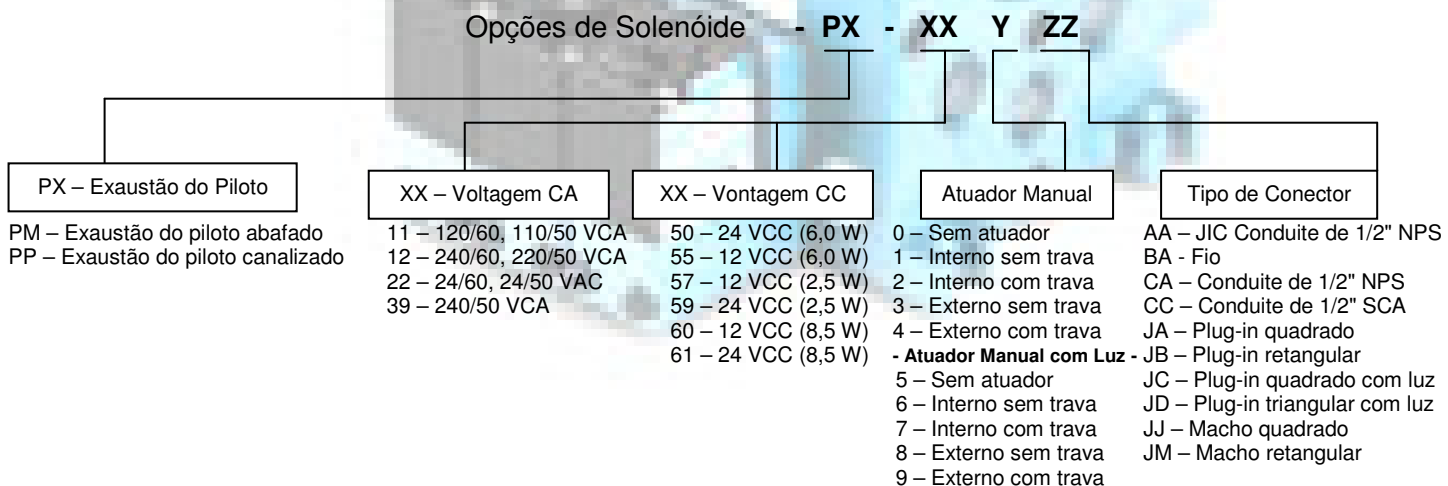 Opções de Solenóide - PX - XX Y ZZ
PX – Exaustão do Piloto
PM – Exaustão do piloto abafado
PP – Exaustão do piloto canalizado
XX – Voltagem CA
11 – 120/60, 110/50 VCA
12 – 240/60, 220/50 VCA
22 – 24/60, 24/50 VAC
39 – 240/50 VCA
XX – Vontagem CC
50 – 24 VCC (6,0 W)
55 – 12 VCC (6,0 W)
57 – 12 VCC (2,5 W)
59 – 24 VCC (2,5 W)
60 – 12 VCC (8,5 W)
61 – 24 VCC (8,5 W)
Atuador Manual
0 – Sem atuador
1 – Interno sem trava
2 – Interno com trava
3 – Externo sem trava
4 – Externo com trava
- Atuador Manual com Luz -
5 – Sem atuador
6 – Interno sem trava
7 – Interno com trava
8 – Externo sem trava
9 – Externo com trava
Tipo de Conector
AA – JIC Conduite de 1/2" NPS
BA - Fio
CA – Conduite de 1/2" NPS
CC – Conduite de 1/2" SCA
JA – Plug-in quadrado
JB – Plug-in retangular
JC – Plug-in quadrado com luz
JD – Plug-in triangular com luz
JJ – Macho quadrado
JM – Macho retangular